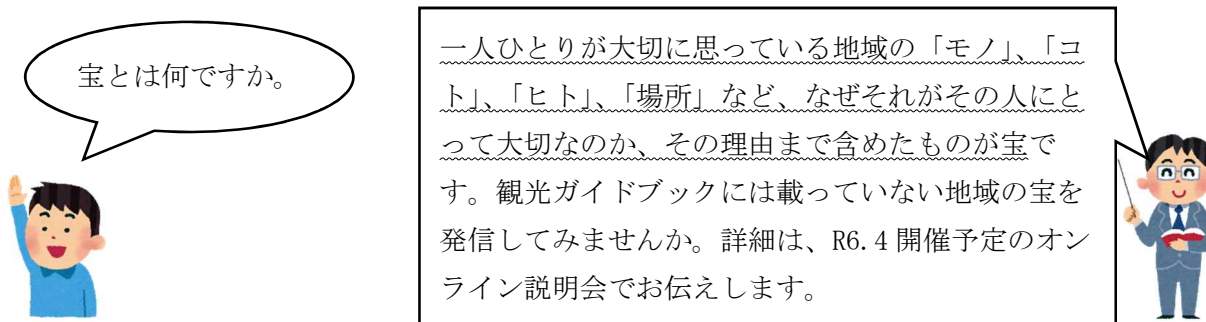 宝とは何ですか。
一人ひとりが大切に思っている地域の「モノ」、「コ
ト」、「ヒト」、「場所」など、なぜそれがその人にと
って大切なのか、その理由まで含めたものが宝で
す。観光ガイドブックには載っていない地域の宝を
発信してみませんか。詳細は、R6.4 開催予定のオン
ライン説明会でお伝えします。